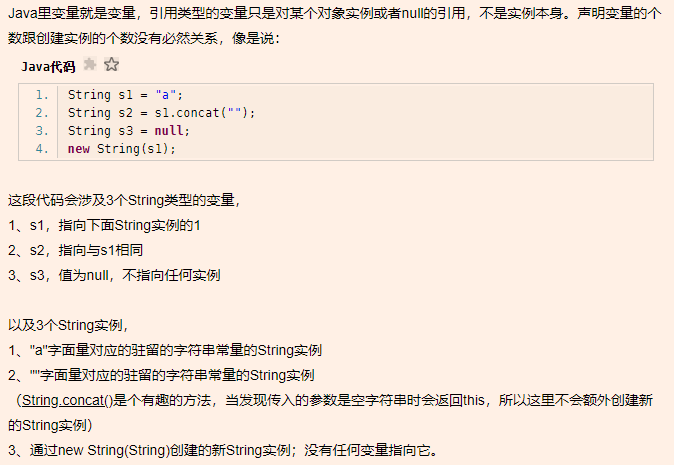 Java里变量就是变量，引用类型的变量只是对某个对象实例或者null的引用，不是实例本身。声明变量的个
数跟创建实例的个数没有必然关系，像是说：
Java代码
1. String s1 = "a";
2. String s2 = s1.concat("");
3. String s3 = null;
4. new String(s1);
这段代码会涉及3个String类型的变量，
1、s1，指向下面String实例的1
2、s2，指向与s1相同
3、s3，值为null，不指向任何实例
以及3个String实例，
1、"a"字面量对应的驻留的字符串常量的String实例
2、""字面量对应的驻留的字符串常量的String实例
（String.concat()是个有趣的方法，当发现传入的参数是空字符串时会返回this，所以这里不会额外创建新
的String实例）
3、通过new String(String)创建的新String实例；没有任何变量指向它。